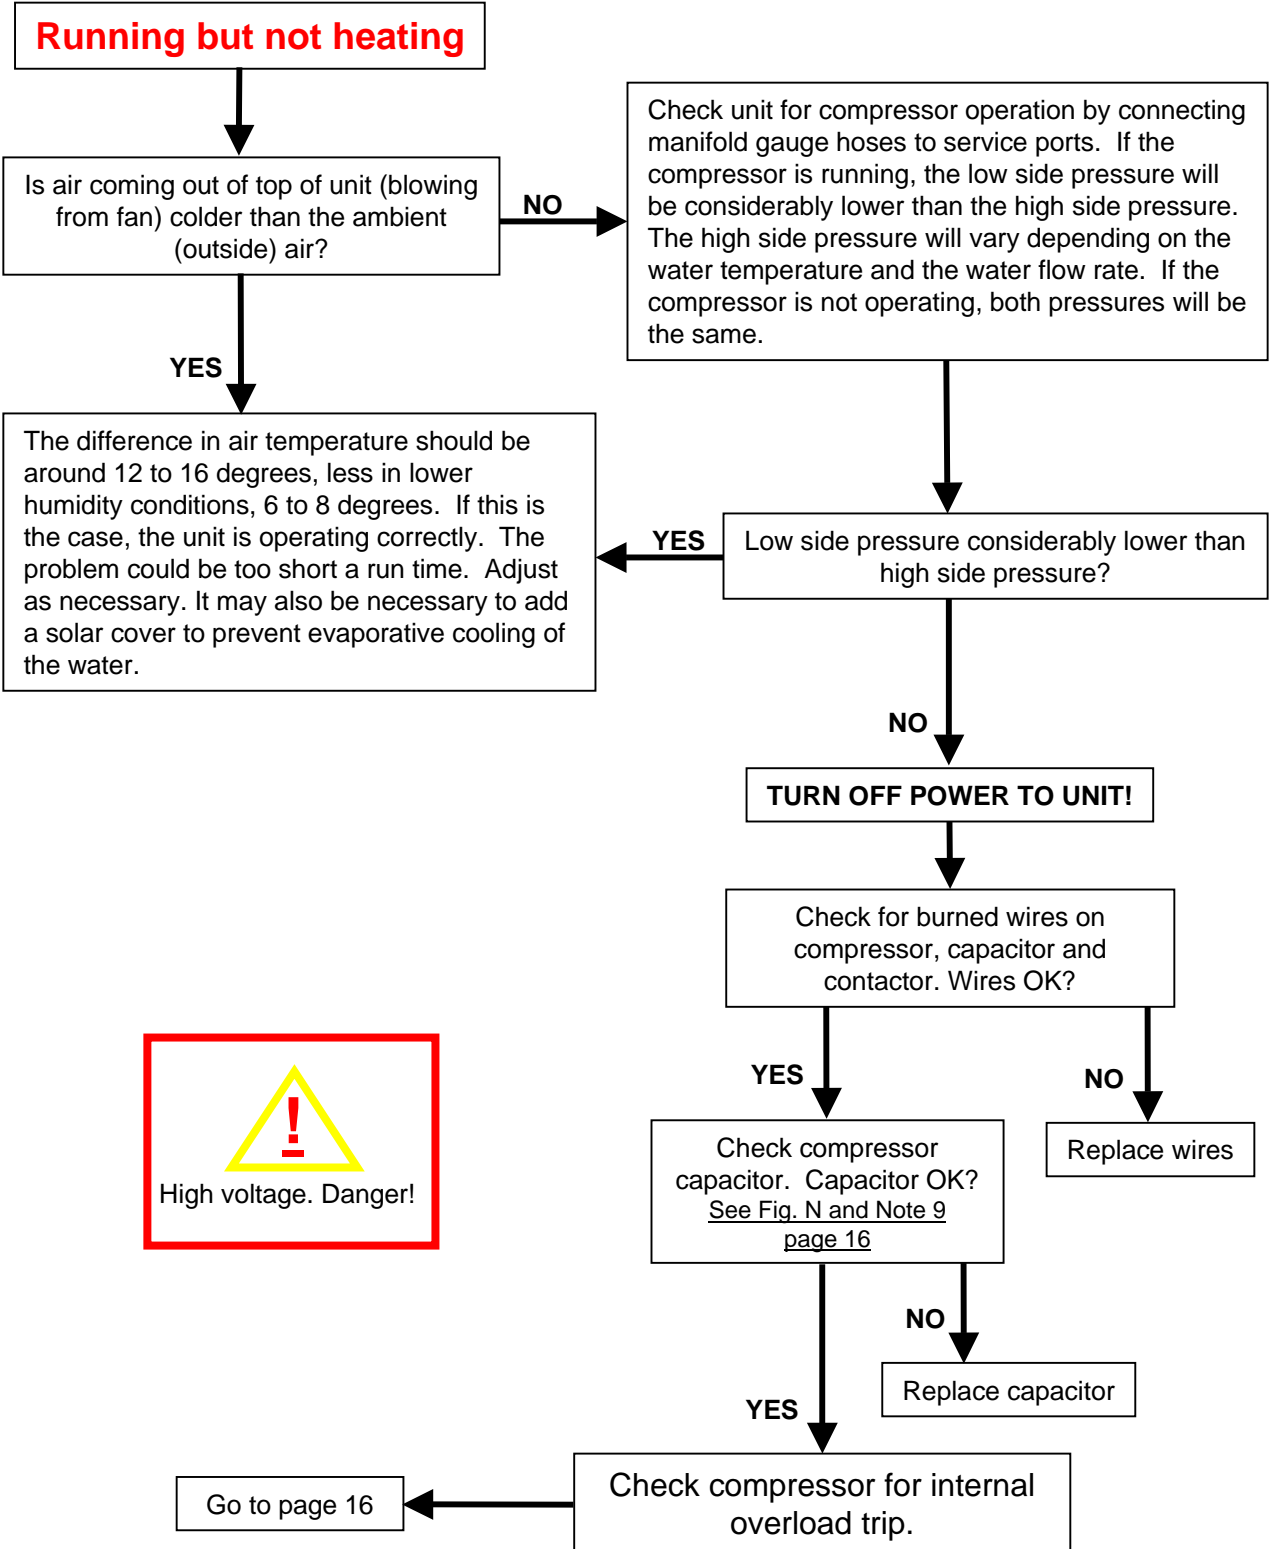 Running but not heating
Is air coming out of top of unit (blowing
from fan) colder than the ambient
(outside) air?
NO
Check unit for compressor operation by connecting
manifold gauge hoses to service ports.  If the
compressor is running, the low side pressure will
be considerably lower than the high side pressure.
The high side pressure will vary depending on the
water temperature and the water flow rate.  If the
compressor is not operating, both pressures will be
the same.
YES
The difference in air temperature should be
around 12 to 16 degrees, less in lower
humidity conditions, 6 to 8 degrees.  If this is
the case, the unit is operating correctly.  The
problem could be too short a run time.  Adjust
as necessary. It may also be necessary to add
a solar cover to prevent evaporative cooling of
the water.
YES
Low side pressure considerably lower than
high side pressure?
NO
TURN OFF POWER TO UNIT!
Check for burned wires on
compressor, capacitor and
contactor. Wires OK?
YES
NO
!
High voltage. Danger!
Check compressor
capacitor.  Capacitor OK?
See Fig. N and Note 9
page 16
Replace wires
NO
Replace capacitor
YES
Check compressor for internal
overload trip.
Go to page 16